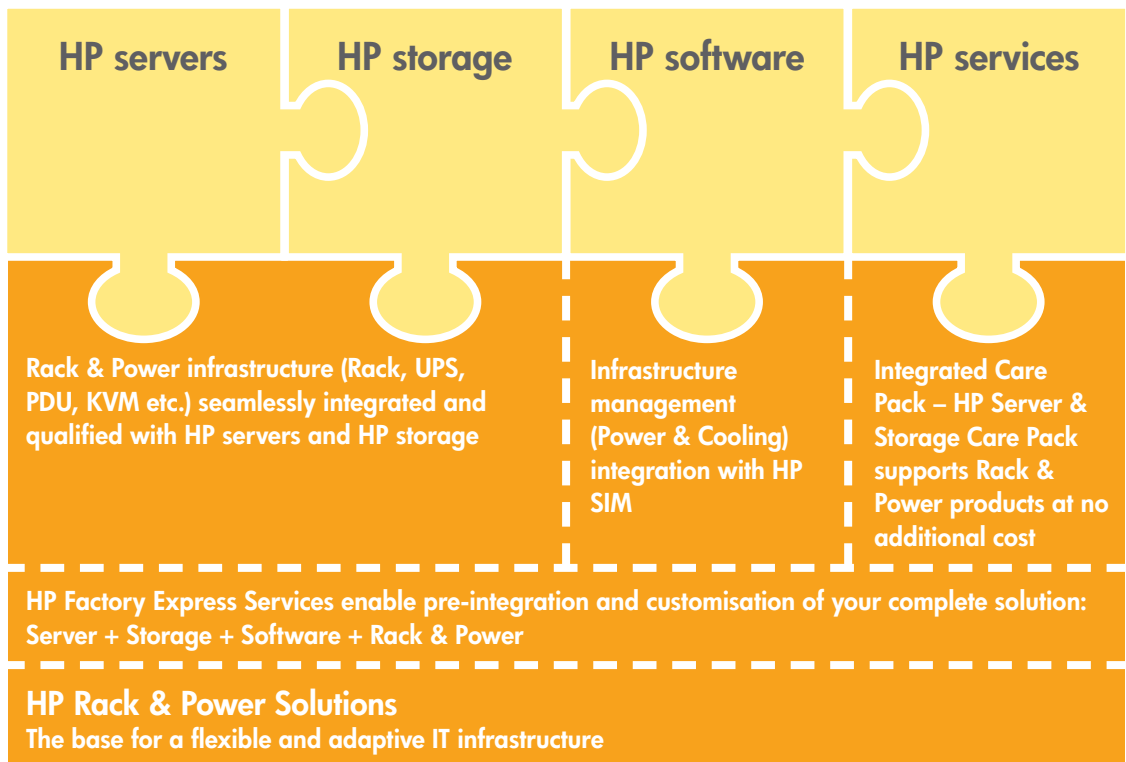 HP servers
HP storage
HP software
HP services
Rack & Power infrastructure (Rack, UPS,
PDU, KVM etc.) seamlessly integrated and
qualified with HP servers and HP storage
Infrastructure
management
(Power & Cooling)
integration with HP
SIM
Integrated Care
Pack – HP Server &
Storage Care Pack
supports Rack &
Power products at no
additional cost
HP Factory Express Services enable pre-integration and customisation of your complete solution:
Server + Storage + Software + Rack & Power
HP Rack & Power Solutions
The base for a flexible and adaptive IT infrastructure